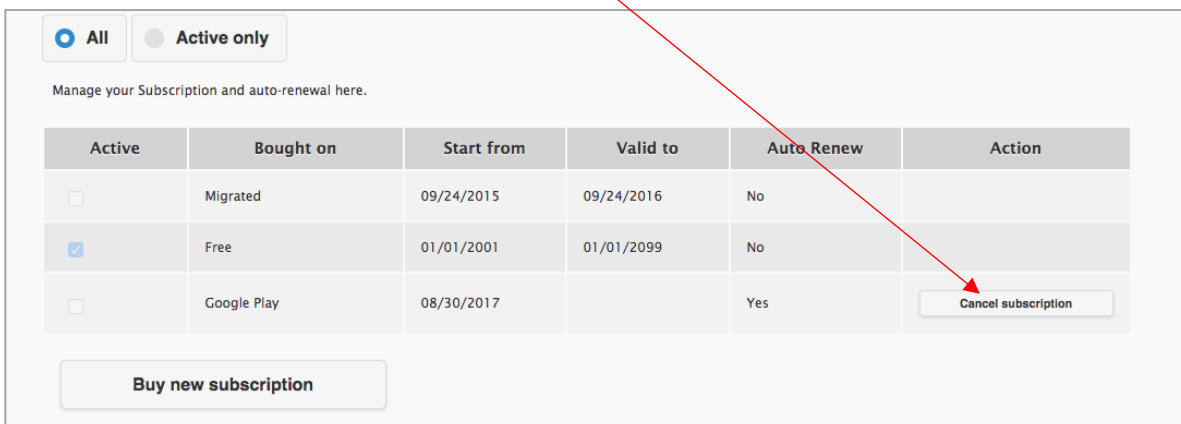 All Active only
Manage your Subscription and auto-renewal here.
Active Bought on Start from Valid to Auto Renew Action
Migrated 09/24/2015 09/24/2016 No
Free 01/01/2001 01/01/2099 No
Google Play 08/30/2017 Yes Cancel subscription
Buy new subscription